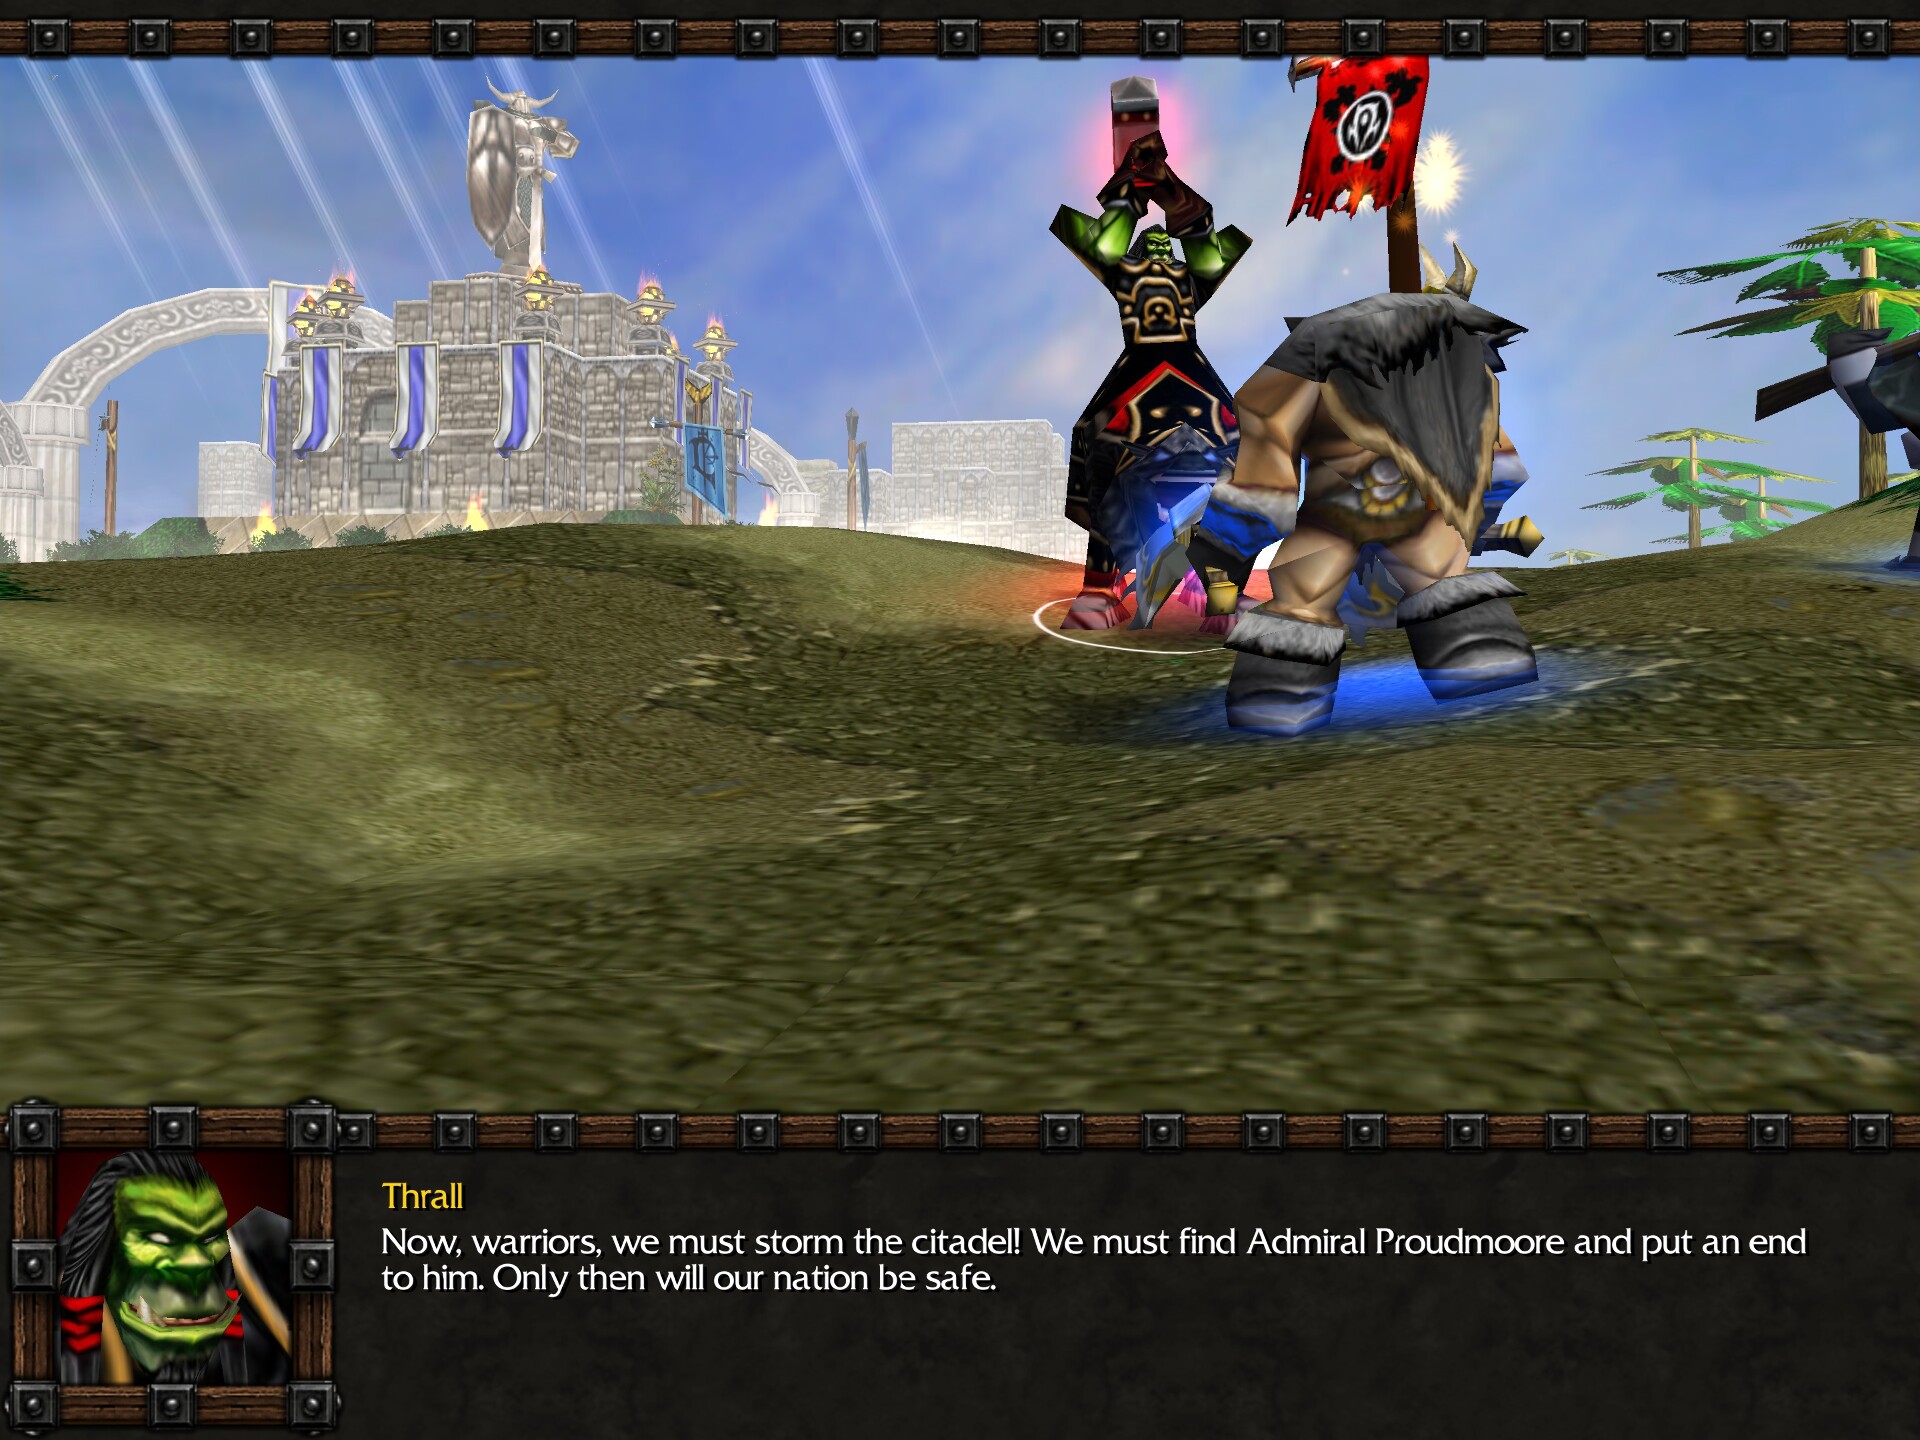 Thrall
Now, warriors, we must storm the citadel! We must find Admiral Proudmoore and put an end
to him. Only then will our nation be safe.